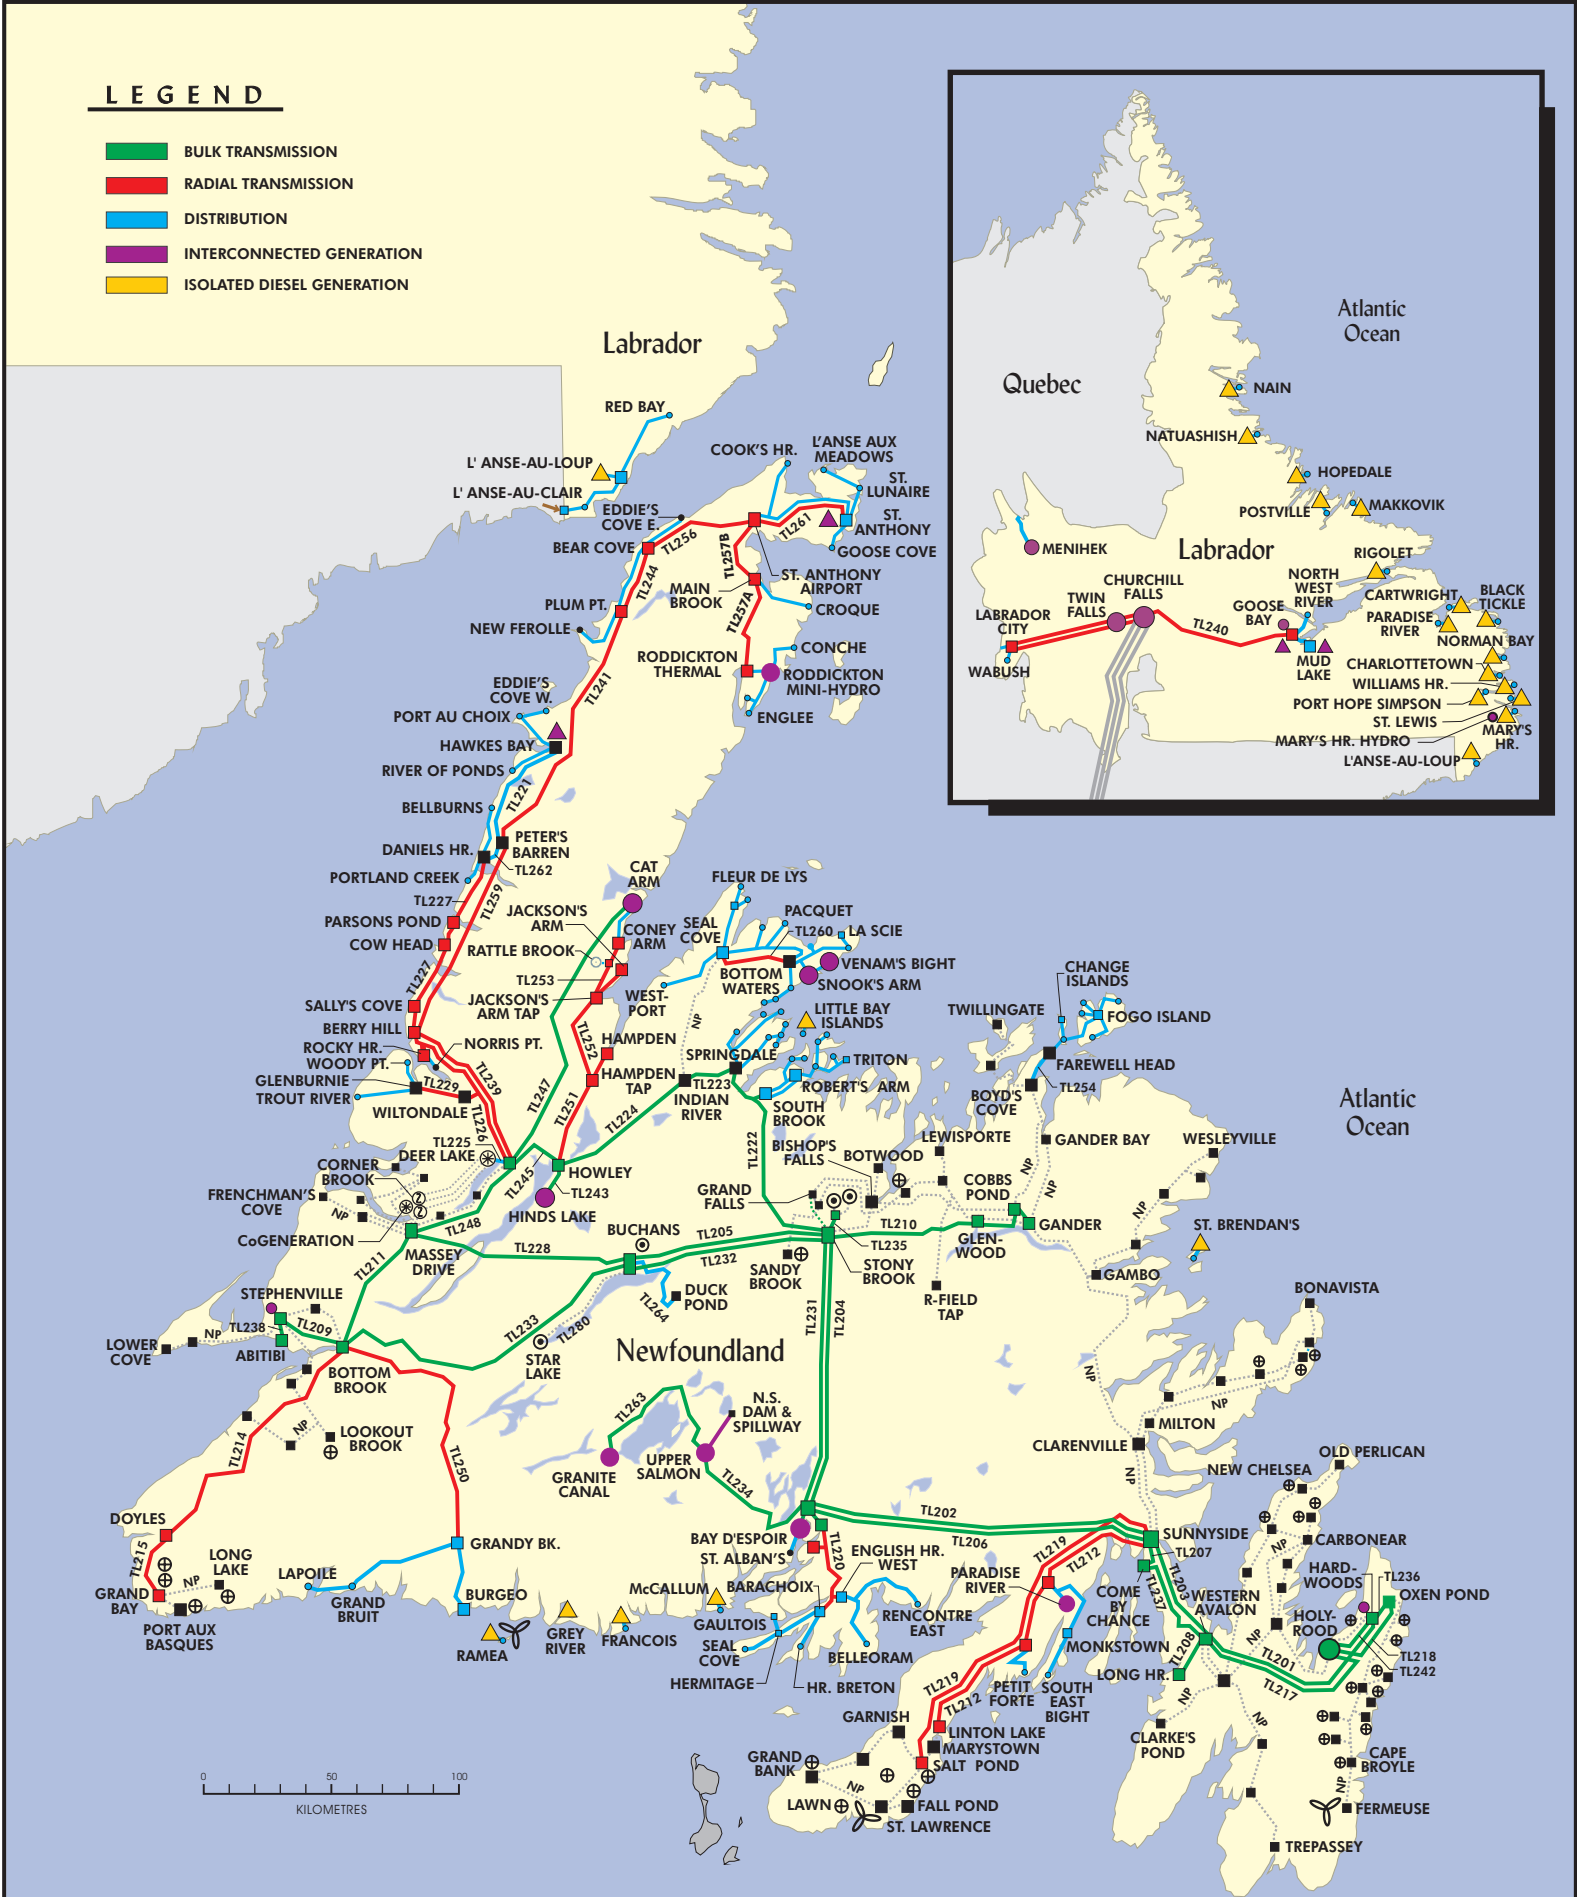 LEGEND
BULK TRANSMISSION
RADIAL TRANSMISSION
DISTRIBUTION
INTERCONNECTED GENERATION
ISOLATED DIESEL GENERATION
Labrador
RED BAY
L' ANSE-AU-LOUP
L' ANSE-AU-CLAIR
COOK'S HR.
L'ANSE AUX
MEADOWS
ST.
LUNAIRE
ST.
ANTHONY
GOOSE COVE
EDDIE'S
COVE E.
BEAR COVE
TL256
TL261
TL257B
TL244
ST. ANTHONY
AIRPORT
MAIN
BROOK
CROQUE
PLUM PT.
NEW FEROLLE
TL257A
CONCHE
RODDICKTON
THERMAL
RODDICKTON
MINI-HYDRO
ENGLEE
TL241
EDDIE'S
COVE W.
PORT AU CHOIX
HAWKES BAY
RIVER OF PONDS
TL221
BELLBURNS
PETER'S
BARREN
DANIELS HR.
TL262
PORTLAND CREEK
TL227
TL259
PARSONS POND
COW HEAD
TL227
SALLY'S COVE
BERRY HILL
ROCKY HR.
NORRIS PT.
WOODY PT.
GLENBURNIE
TROUT RIVER
TL229
WILTONDALE
TL239
TL226
TL225
DEER LAKE
CAT
ARM
JACKSON'S
ARM
CONEY
ARM
RATTLE BROOK
TL253
JACKSON'S
ARM TAP
TL252
HAMPDEN
HAMPDEN
TAP
TL247
TL251
FLEUR DE LYS
SEAL
COVE
PACQUET
TL260
LA SCIE
VENAM'S BIGHT
BOTTOM
WATERS
SNOOK'S ARM
WEST-
PORT
NP
LITTLE BAY
ISLANDS
SPRINGDALE
TRITON
TL223
INDIAN
RIVER
ROBERT'S ARM
SOUTH
BROOK
TL224
TL222
CHANGE
ISLANDS
TWILLINGATE
FOGO ISLAND
FAREWELL HEAD
TL254
BOYD'S
COVE
BISHOP'S
FALLS
BOTWOOD
LEWISPORTE
GANDER BAY
WESLEYVILLE
NP
NP
NP
GRAND
FALLS
COBBS
POND
GANDER
GLEN-
WOOD
TL210
TL235
STONY
BROOK
SANDY
BROOK
R-FIELD
TAP
GAMBO
ST. BRENDAN'S
BONAVISTA
CORNER
BROOK
FRENCHMAN'S
COVE
NP
CoGENERATION
MASSEY
DRIVE
TL248
TL245
HOWLEY
TL243
HINDS LAKE
BUCHANS
TL205
TL232
TL228
TL211
DUCK
POND
TL264
TL233
TL280
STAR
LAKE
STEPHENVILLE
TL209
TL238
ABITIBI
NP
LOWER
COVE
BOTTOM
BROOK
NP
LOOKOUT
BROOK
TL214
TL250
DOYLES
TL215
LONG
LAKE
NP
GRAND
BAY
PORT AUX
BASQUES
LAPOILE
GRAND
BRUIT
GRANDY BK.
BURGEO
RAMEA
GREY
RIVER
FRANCOIS
Newfoundland
TL231
TL204
TL263
N.S.
DAM &
SPILLWAY
GRANITE
CANAL
UPPER
SALMON
TL234
BAY D'ESPOIR
ST. ALBAN'S
TL220
ENGLISH HR.
WEST
McCALLUM
BARACHOIX
GAULTOIS
SEAL
COVE
HERMITAGE
HR. BRETON
BELLEORAM
RENCONTRE
EAST
TL202
TL206
TL219
TL212
PARADISE
RIVER
SUNNYSIDE
TL207
TL203
TL237
COME
BY
CHANCE
WESTERN
AVALON
MONKSTOWN
LONG HR.
TL208
TL219
TL212
PETIT
FORTE
SOUTH
EAST
BIGHT
NP
CLARKE'S
POND
GARNISH
LINTON LAKE
MARYSTOWN
SALT POND
GRAND
BANK
NP
LAWN
FALL POND
ST. LAWRENCE
NP
NP
MILTON
CLARENVILLE
NP
OLD PERLICAN
NEW CHELSEA
CARBONEAR
NP
HARD-
WOODS
TL236
OXEN POND
HOLY-
ROOD
NP
TL201
TL217
TL218
TL242
NP
CAPE
BROYLE
NP
FERMEUSE
TREPASSEY
Atlantic
Ocean
0
50
100
KILOMETRES
Atlantic
Ocean
Quebec
NAIN
NATUASHISH
HOPEDALE
POSTVILLE
MAKKOVIK
MENIHEK
Labrador
RIGOLET
CHURCHILL
FALLS
TWIN
FALLS
NORTH
WEST
RIVER
GOOSE
BAY
CARTWRIGHT
BLACK
TICKLE
PARADISE
RIVER
NORMAN BAY
LABRADOR
CITY
TL240
WABUSH
MUD
LAKE
CHARLOTTETOWN
WILLIAMS HR.
PORT HOPE SIMPSON
ST. LEWIS
MARY'S
HR.
MARY'S HR. HYDRO
L'ANSE-AU-LOUP